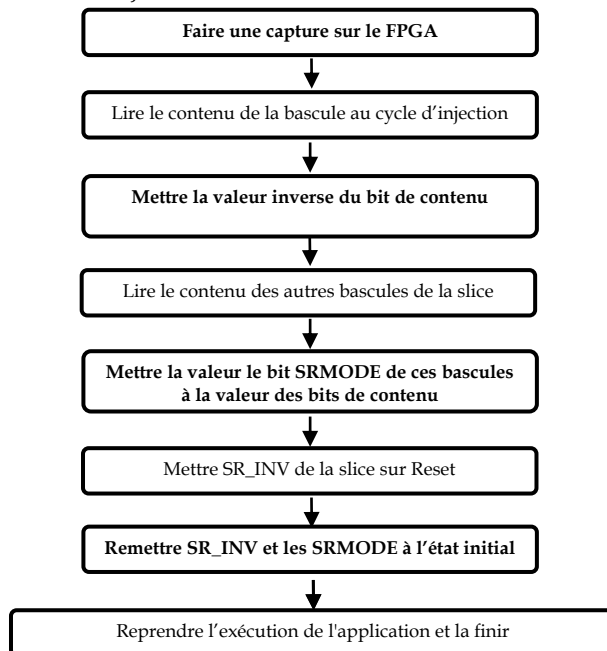 Faire une capture sur le FPGA
Lire le contenu de la bascule au cycle d’injection
Mettre la valeur inverse du bit de contenu
Lire le contenu des autres bascules de la slice
Mettre la valeur le bit SRMODE de ces bascules
à la valeur des bits de contenu
Mettre SR_INV de la slice sur Reset
Remettre SR_INV et les SRMODE à l’état initial
Reprendre l’exécution de l'application et la finir